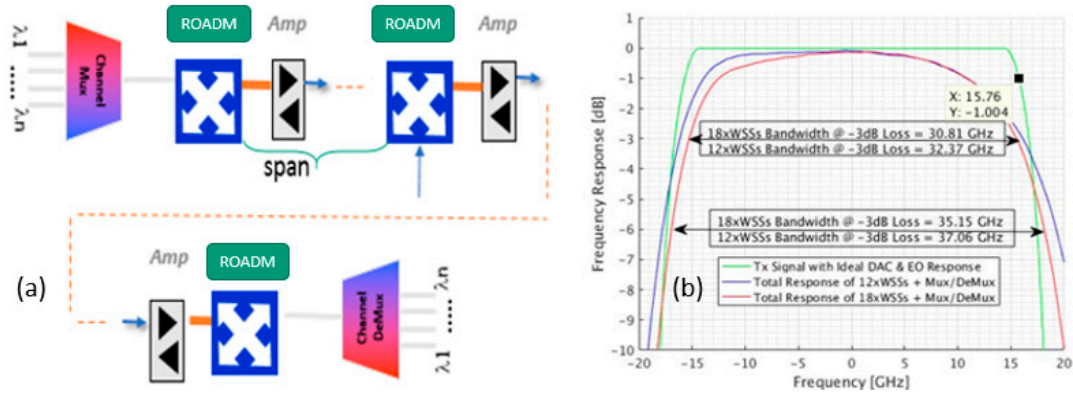 ROADM
Amp
ROADM
Amp
λ1
.....
λn
Channel
Mux
span
Amp
ROADM
Channel
DeMux
λn
.....
λ1
(a)
1
0
-1
-2
-3
-4
-5
-6
-7
-8
-9
-10
Frequency Response [dB]
X: 15.76
Y: -1.004
18xWSSs Bandwidth @ -3dB Loss = 30.81 GHz
12xWSSs Bandwidth @ -3dB Loss = 32.37 GHz
18xWSSs Bandwidth @ -3dB Loss = 35.15 GHz
12xWSSs Bandwidth @ -3dB Loss = 37.06 GHz
Tx Signal with Ideal DAC & EO Response
Total Response of 12xWSSs + Mux/DeMux
Total Response of 18xWSSs + Mux/DeMux
(b)
-20 -15 -10 -5 0 5 10 15 20
Frequency [GHz]